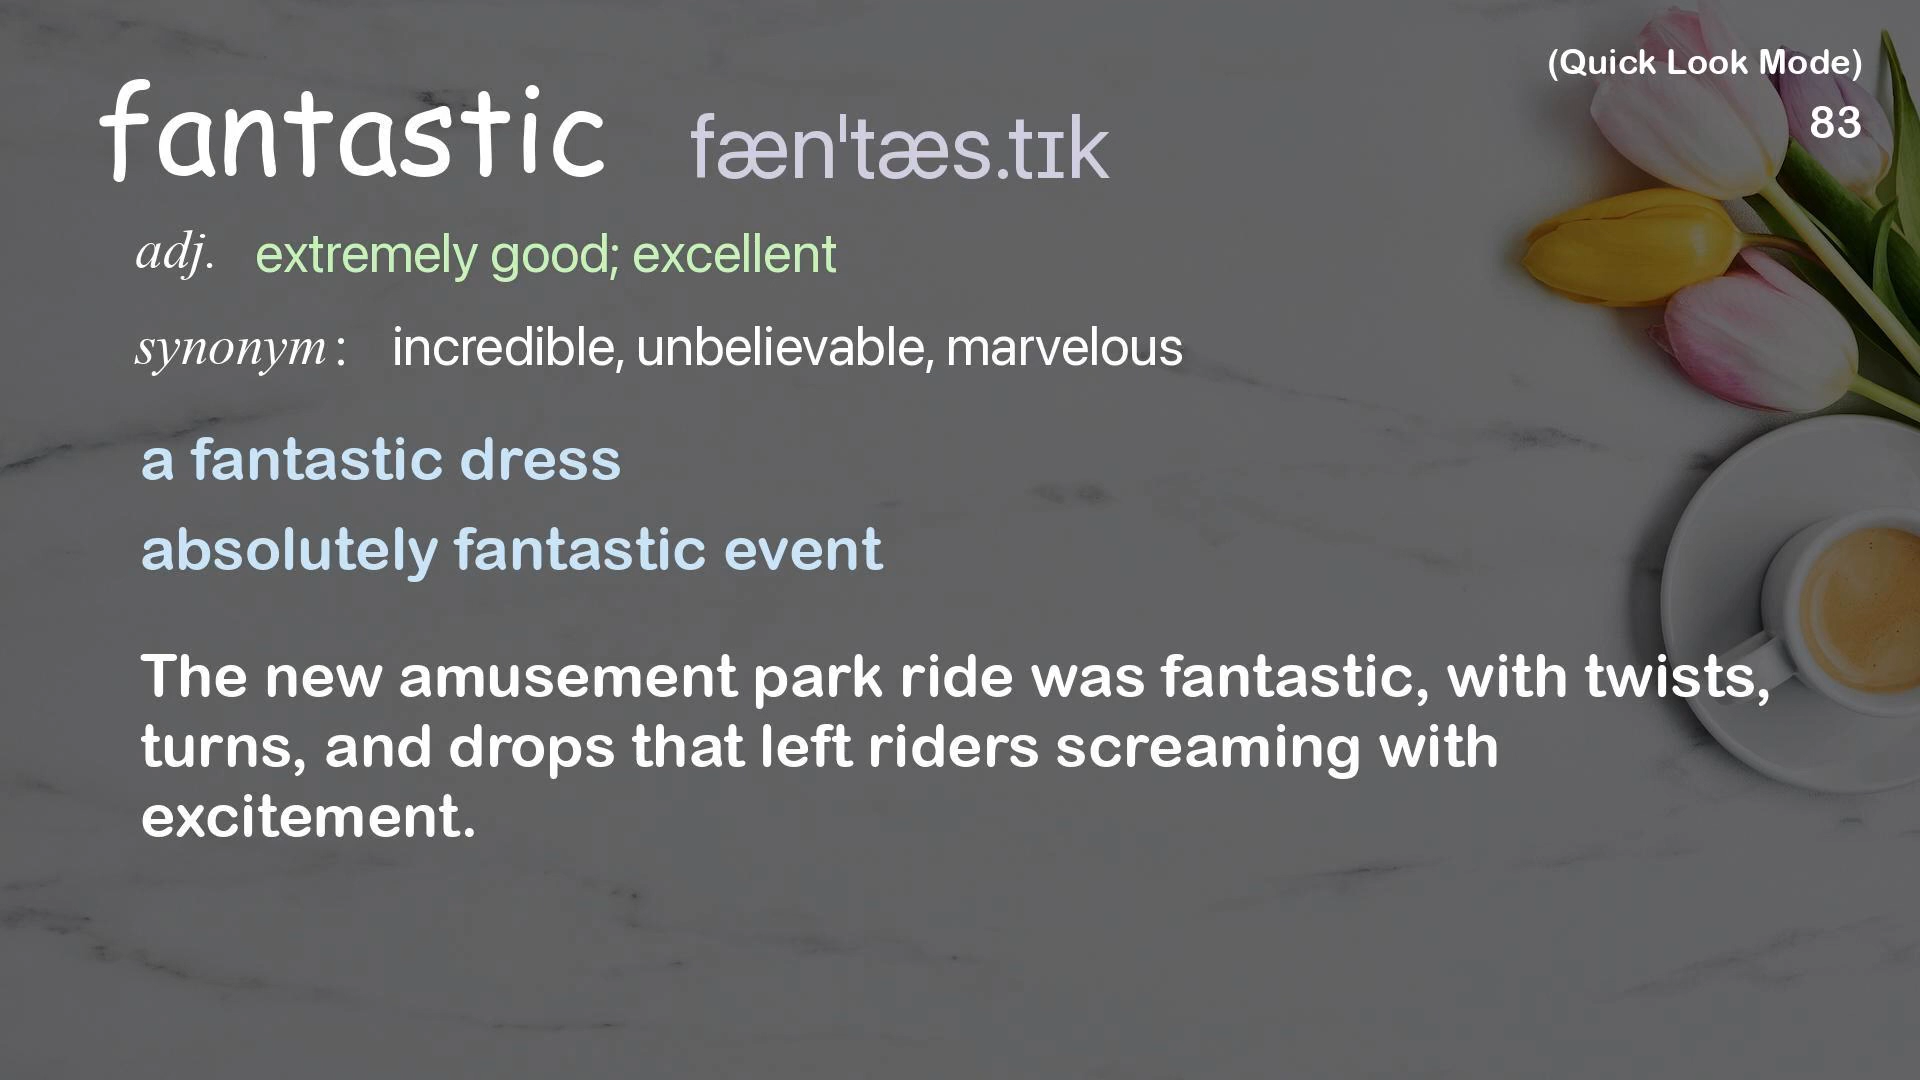 (Quick Look Mode)
83
fantastic fæn'tæs.tɪk
adj. extremely good; excellent
synonym: incredible, unbelievable, marvelous
a fantastic dress
absolutely fantastic event
The new amusement park ride was fantastic, with twists,
turns, and drops that left riders screaming with
excitement.